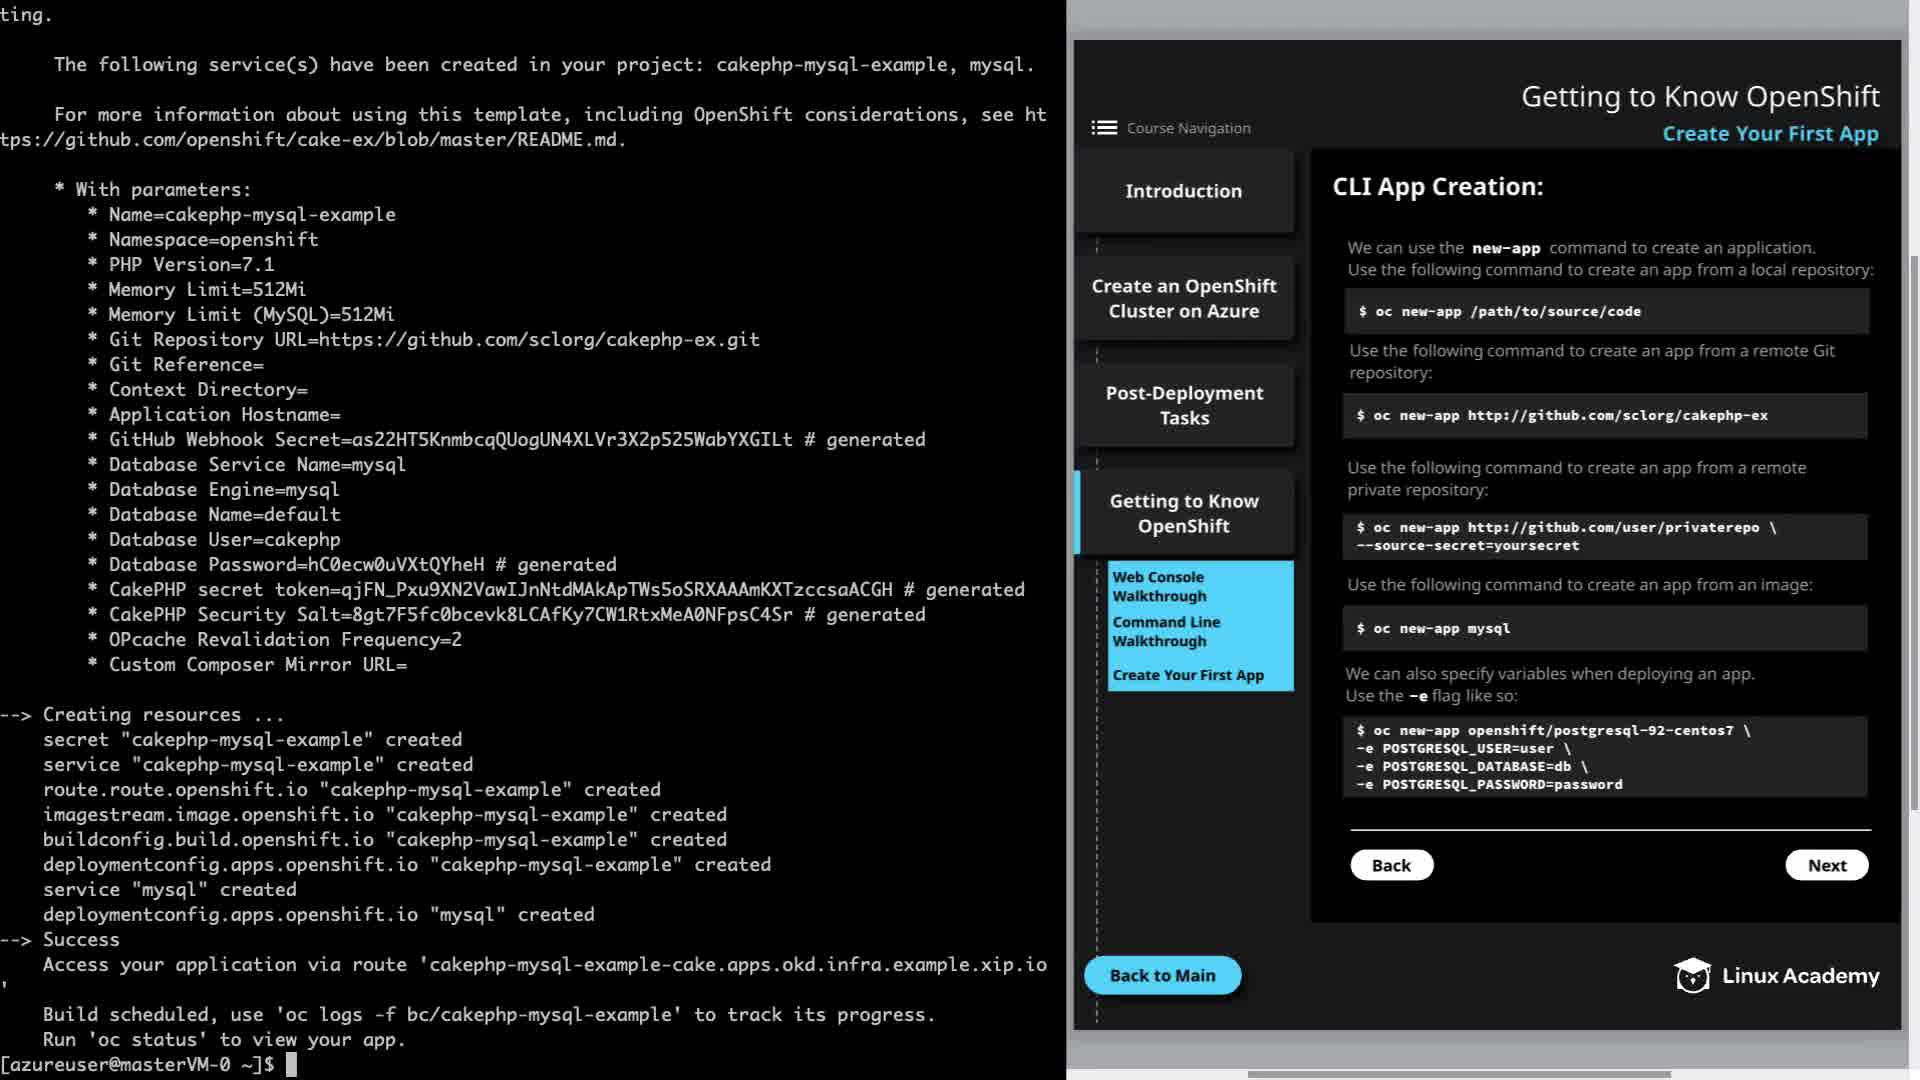 ting.
The following service(s) have been created in your project: cakephp-mysql-example, mysql.
For more information about using this template, including OpenShift considerations, see ht
tps://github.com/openshift/cake-ex/blob/master/README.md.
* With parameters:
* Name=cakephp-mysql-example
* Namespace=openshift
* PHP Version=7.1
* Memory Limit=512Mi
* Memory Limit (MySQL)=512Mi
* Git Repository URL=https://github.com/sclorg/cakephp-ex.git
* Git Reference=
* Context Directory=
* Application Hostname=
* GitHub Webhook Secret=as22HT5KnmbcqQUogUN4XLVr3X2p525WabYXGILt # generated
* Database Service Name=mysql
* Database Engine=mysql
* Database Name=default
* Database User=cakephp
* Database Password=hC0ecw0uVXtQYheH # generated
* CakePHP secret token=qjFN_Pxu9XN2VawIJnNtdMAkApTWs5oSRXAAAmKXTzccsaACGH # generated
* CakePHP Security Salt=8gt7F5fc0bcevk8LCAfKy7CW1RtxMeA0NFpsC4Sr # generated
* OPcache Revalidation Frequency=2
* Custom Composer Mirror URL=
--> Creating resources ...
secret "cakephp-mysql-example" created
service "cakephp-mysql-example" created
route.route.openshift.io "cakephp-mysql-example" created
imagestream.image.openshift.io "cakephp-mysql-example" created
buildconfig.build.openshift.io "cakephp-mysql-example" created
deploymentconfig.apps.openshift.io "cakephp-mysql-example" created
service "mysql" created
deploymentconfig.apps.openshift.io "mysql" created
--> Success
Access your application via route 'cakephp-mysql-example-cake.apps.okd.infra.example.xip.io
'
Build scheduled, use 'oc logs -f bc/cakephp-mysql-example' to track its progress.
Run 'oc status' to view your app.
[azureuser@masterVM-0 ~]$
Getting to Know OpenShift
Create Your First App
Course Navigation
Introduction
Create an OpenShift
Cluster on Azure
Post-Deployment
Tasks
Getting to Know
OpenShift
Web Console
Walkthrough
Command Line
Walkthrough
Create Your First App
Back to Main
CLI App Creation:
We can use the new-app command to create an application.
Use the following command to create an app from a local repository:
$ oc new-app /path/to/source/code
Use the following command to create an app from a remote Git
repository:
$ oc new-app http://github.com/sclorg/cakephp-ex
Use the following command to create an app from a remote
private repository:
$ oc new-app http://github.com/user/privaterepo \
--source-secret=yoursecret
Use the following command to create an app from an image:
$ oc new-app mysql
We can also specify variables when deploying an app.
Use the -e flag like so:
$ oc new-app openshift/postgresql-92-centos7 \
-e POSTGRESQL_USER=user \
-e POSTGRESQL_DATABASE=db \
-e POSTGRESQL_PASSWORD=password
Back
Next
Linux Academy